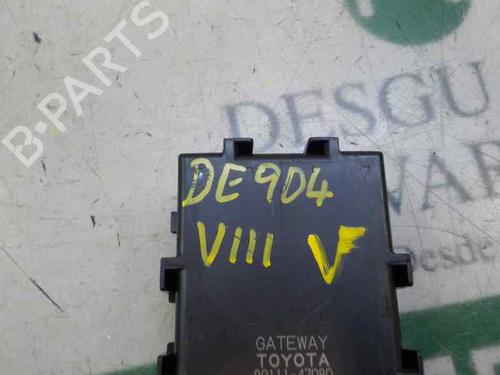 B-PARTS
DESGU
VAR
Desde
DE904
VIII V
GATEWAY
TOYOTA